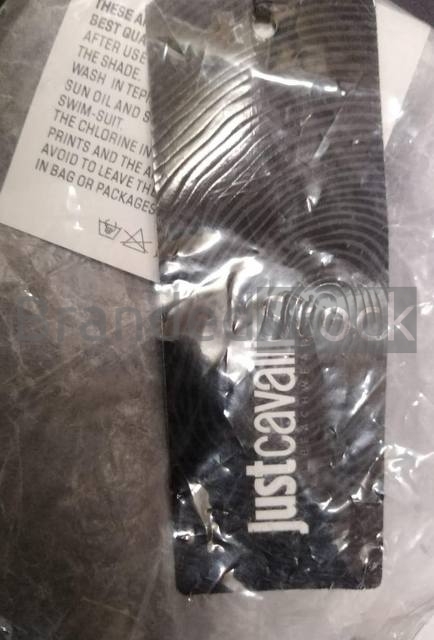 THESE A
BEST QUA
AFTER USE
THE SHADE.
WASH IN TEP
SUN OIL AND S
SWIM-SUIT.
THE CHLORINE IN
PRINTS AND THE
AVOID TO LEAVE TH
IN BAG OR PACKAGES
justcavalli